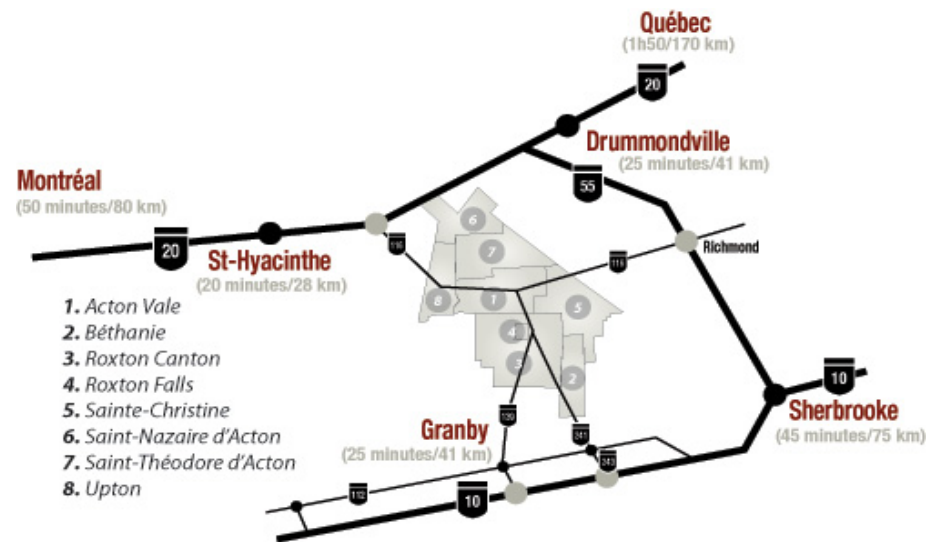 Québec
(1h50/170 km)
20
Drummondville
(25 minutes/41 km)
55
Montréal
(50 minutes/80 km)
20
St-Hyacinthe
(20 minutes/28 km)
116
116
Richmond
6
7
8
1
5
4
3
2
1. Acton Vale
2. Béthanie
3. Roxton Canton
4. Roxton Falls
5. Sainte-Christine
6. Saint-Nazaire d'Acton
7. Saint-Théodore d'Acton
8. Upton
10
Sherbrooke
(45 minutes/75 km)
Granby
(25 minutes/41 km)
139
241
243
112
10